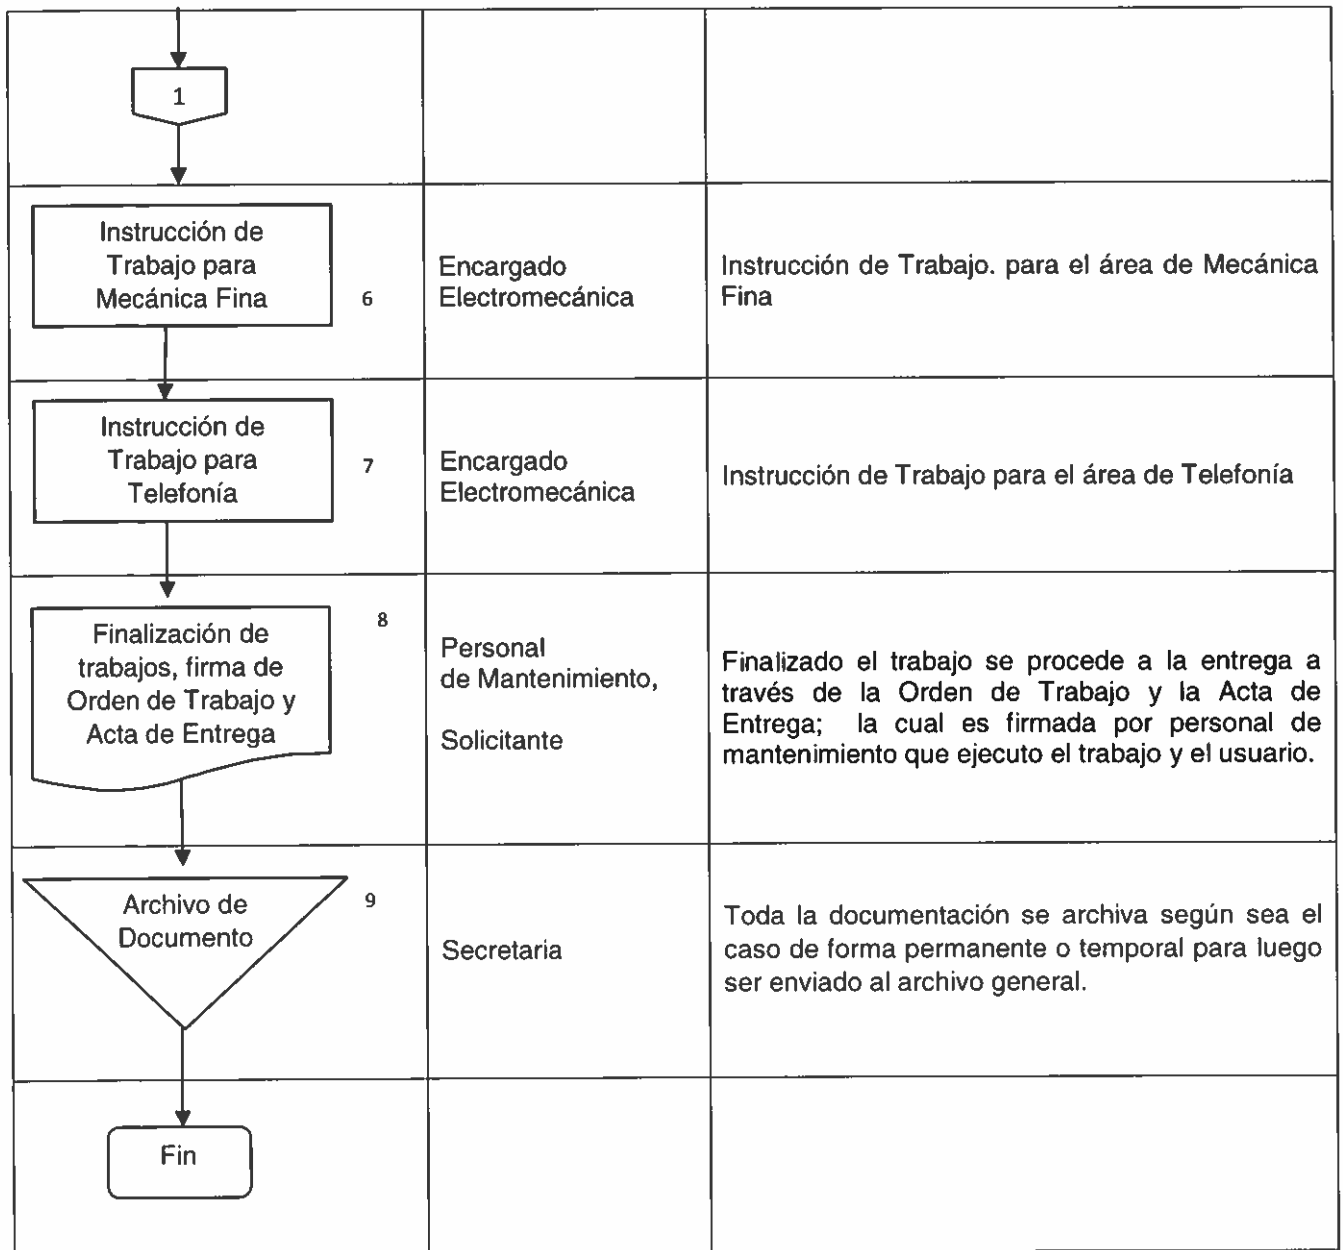 1
Instrucción de
Trabajo para
Mecánica Fina
6
Encargado
Electromecánica
Instrucción de Trabajo. para el área de Mecánica
Fina
Instrucción de
Trabajo para
Telefonía
7
Encargado
Electromecánica
Instrucción de Trabajo para el área de Telefonía
Finalización de
trabajos, firma de
Orden de Trabajo y
Acta de Entrega
8
Personal
de Mantenimiento,
Solicitante
Finalizado el trabajo se procede a la entrega a
través de la Orden de Trabajo y la Acta de
Entrega; la cual es firmada por personal de
mantenimiento que ejecuto el trabajo y el usuario.
Archivo de
Documento
9
Secretaria
Toda la documentación se archiva según sea el
caso de forma permanente o temporal para luego
ser enviado al archivo general.
Fin